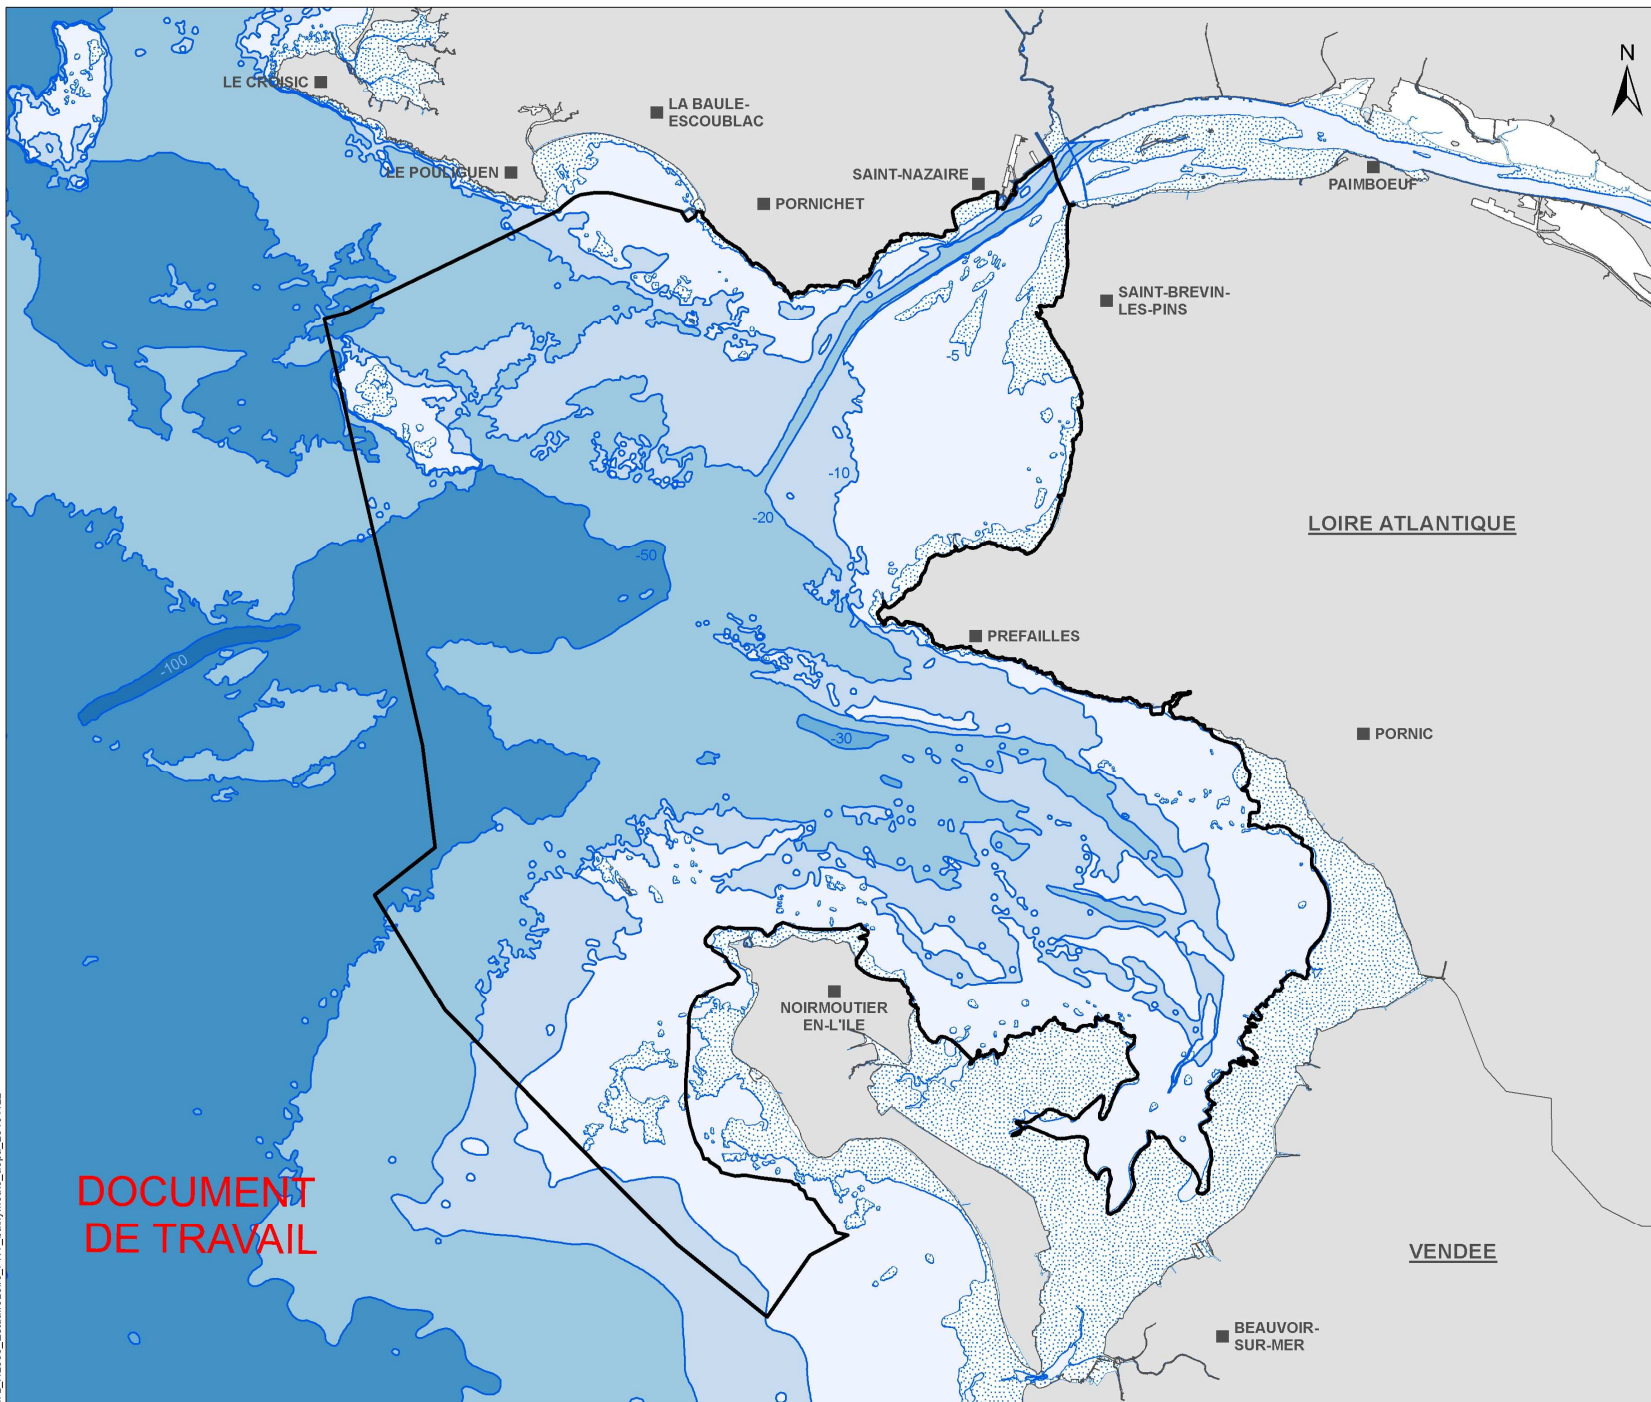 N
LE CROISIC
LA BAULE-
ESCOUBLAC
LE POULIGUEN
SAINT-NAZAIRE
PAIMBOEUF
PORNICHET
SAINT-BREVIN-
LES-PINS
-5
-10
-20
LOIRE ATLANTIQUE
-50
PREFAILLES
-100
-30
PORNIC
NOIRMOUTIER
EN-L'ILE
DOCUMENT
DE TRAVAIL
VENDEE
BEAUVOIR-
SUR-MER